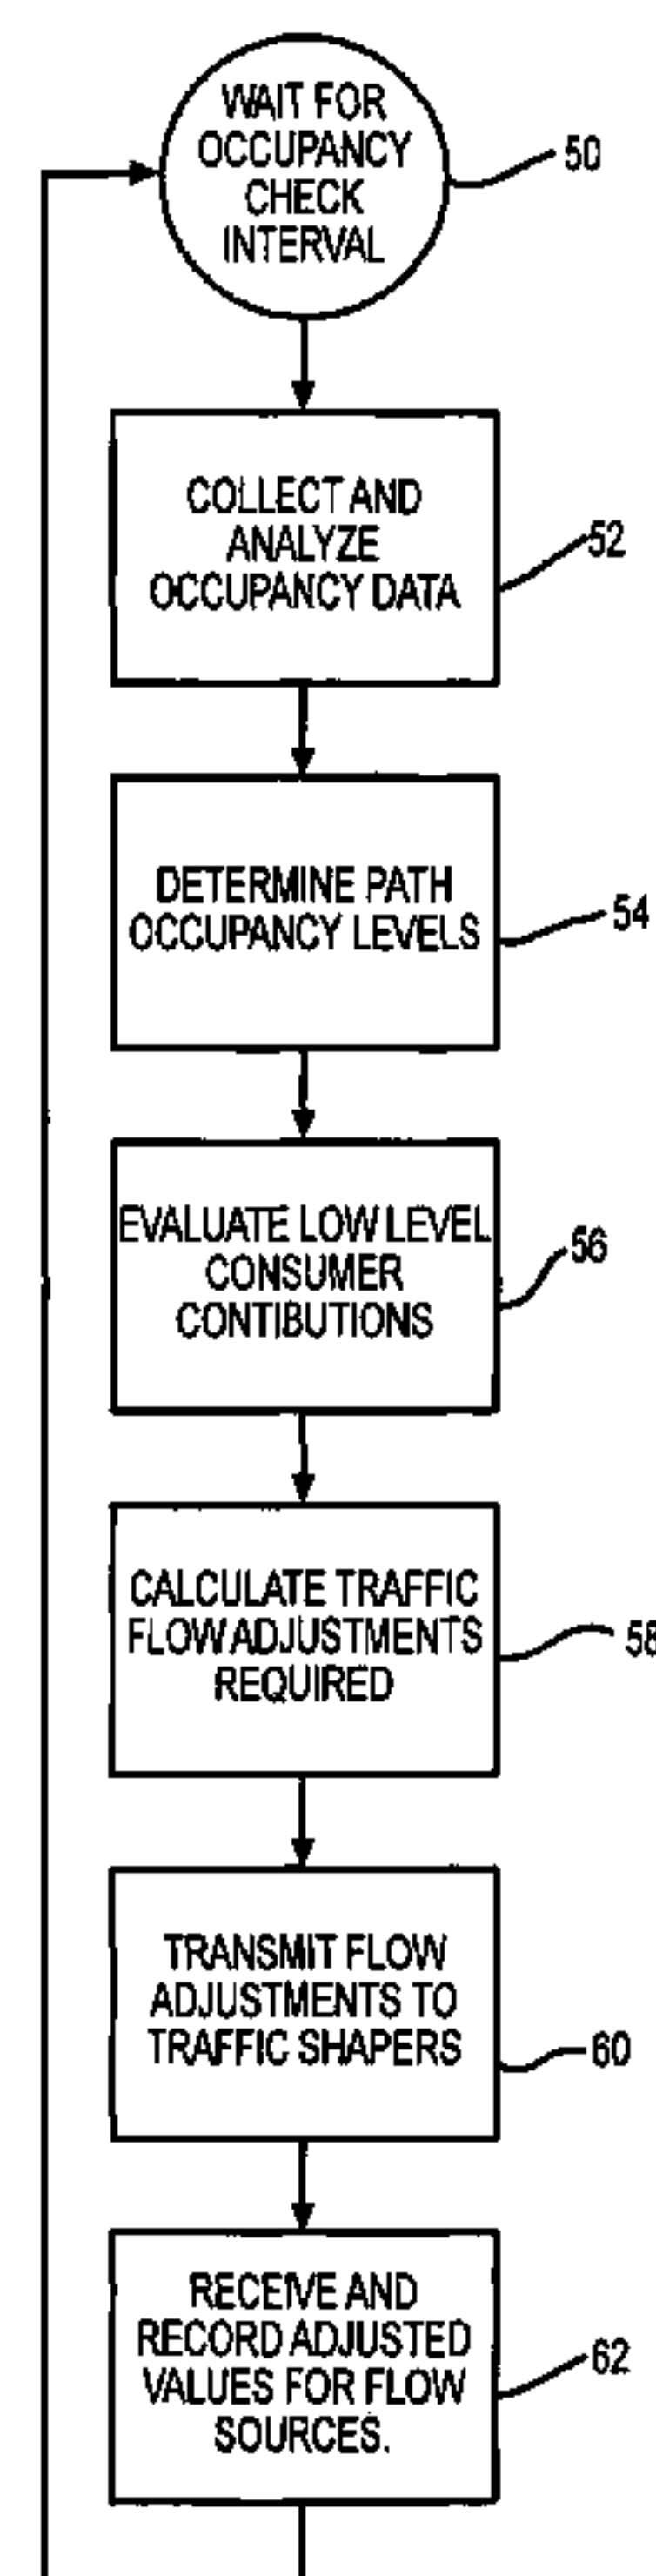 WAIT FOR
OCCUPANCY
CHECK
INTERVAL
50
COLLECT AND
ANALYZE
OCCUPANCY DATA
52
DETERMINE PATH
OCCUPANCY LEVELS
54
EVALUATE LOW LEVEL
CONSUMER
CONTIBUTIONS
56
CALCULATE TRAFFIC
FLOW ADJUSTMENTS
REQUIRED
58
TRANSMIT FLOW
ADJUSTMENTS TO
TRAFFIC SHAPERS
60
RECEIVE AND
RECORD ADJUSTED
VALUES FOR FLOW
SOURCES.
62